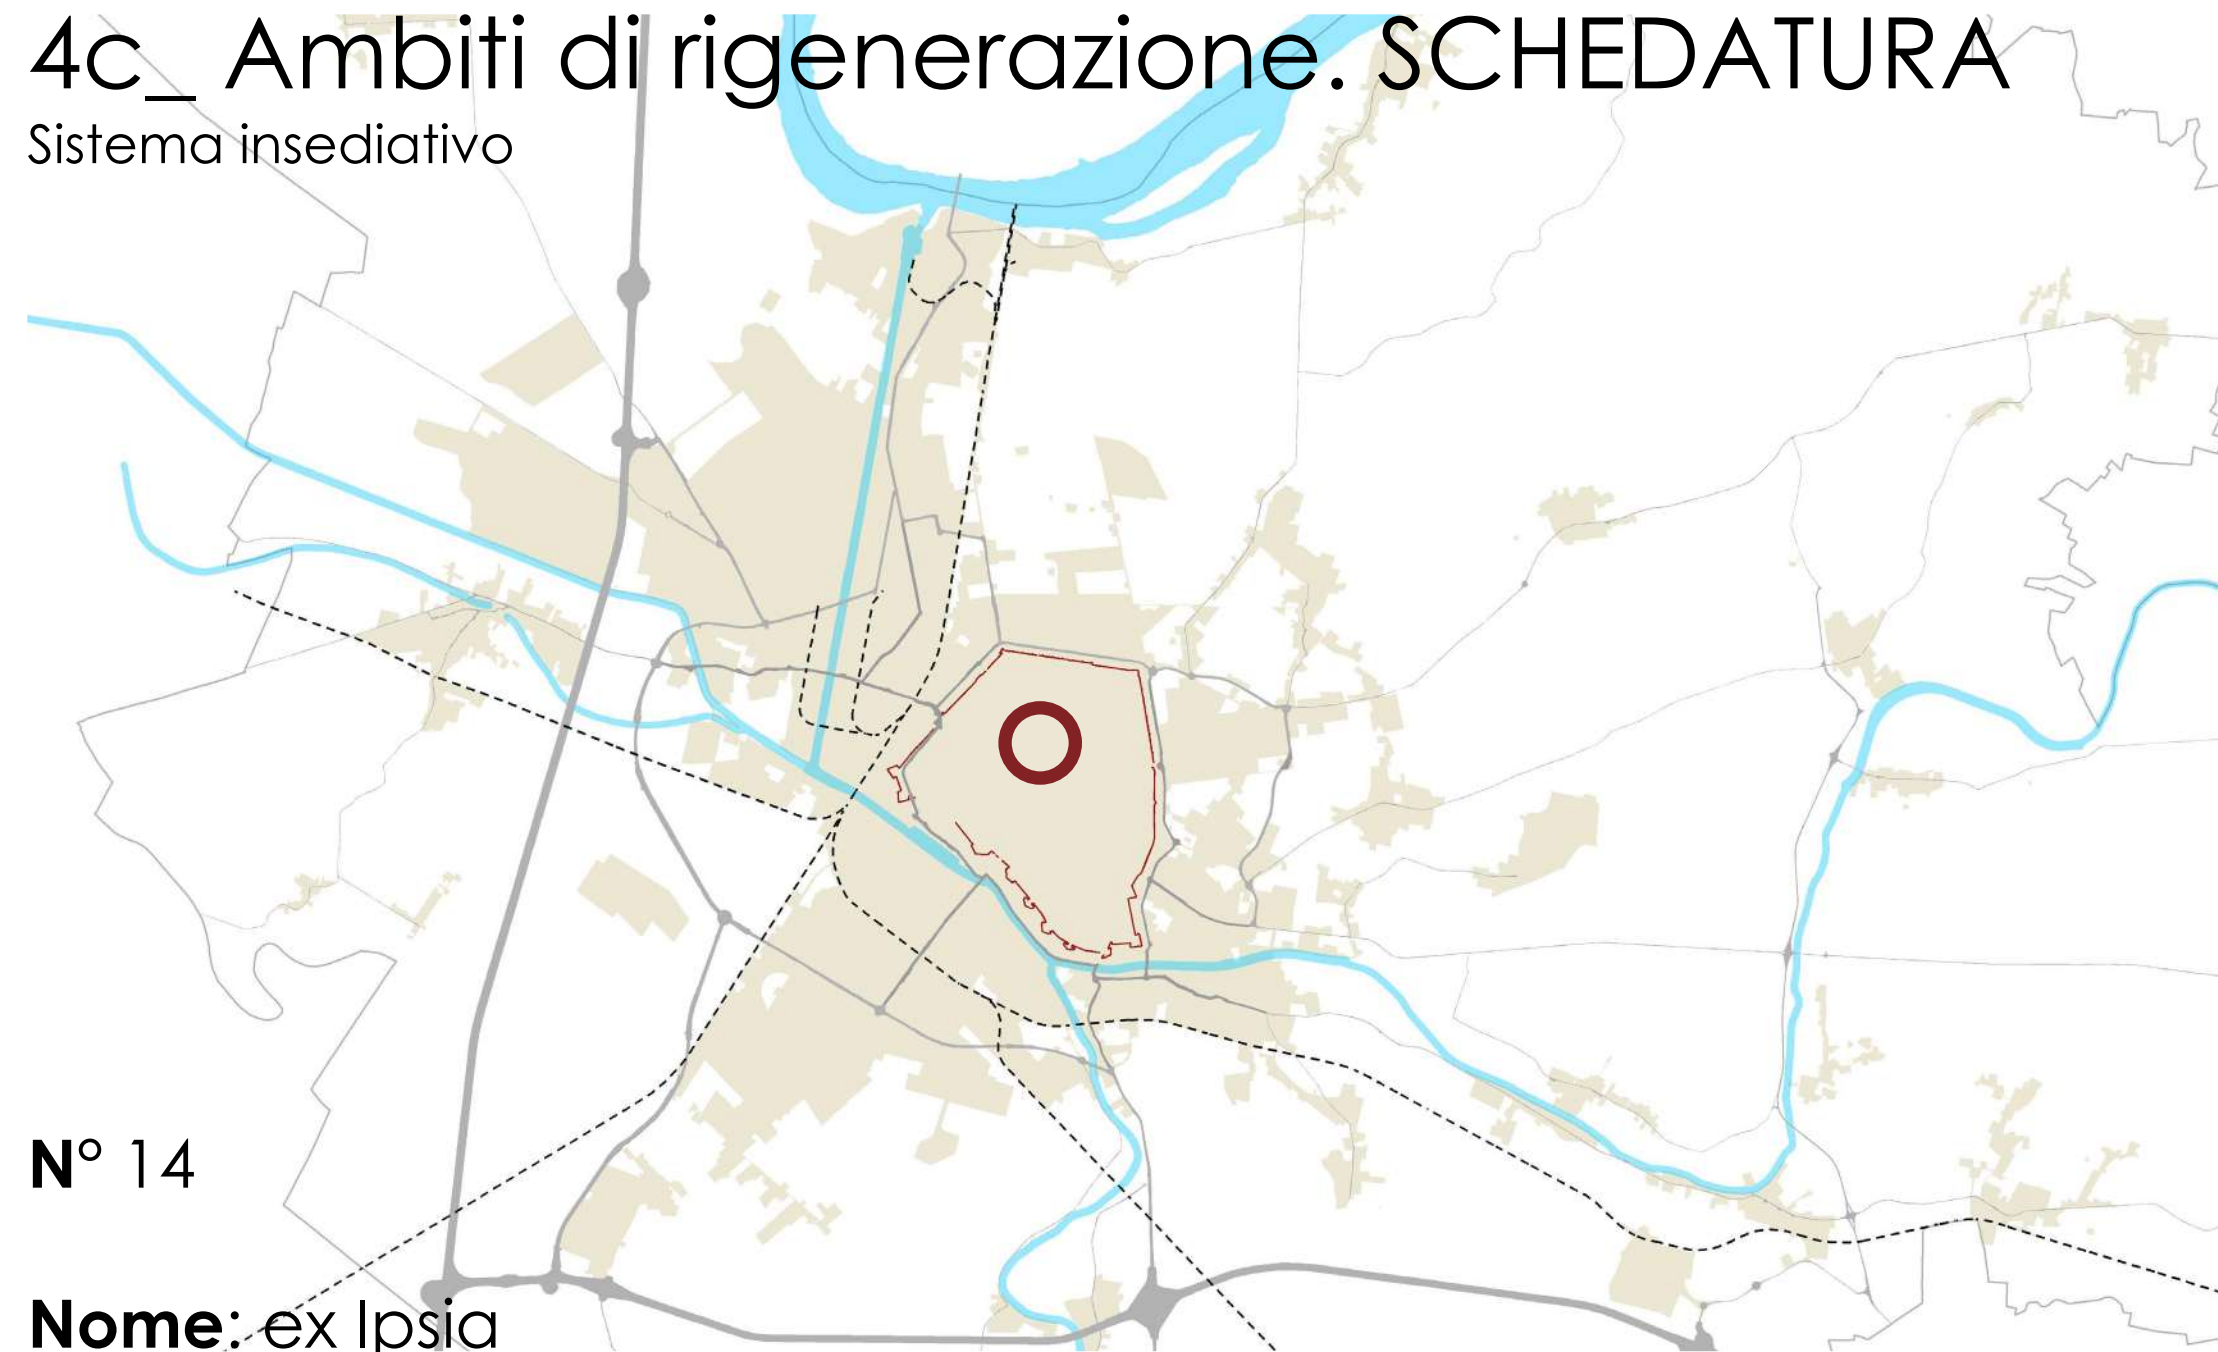 4c_ Ambiti di rigenerazione. SCHEDATURA
Sistema insediativo
N° 14
Nome: ex Ipsia